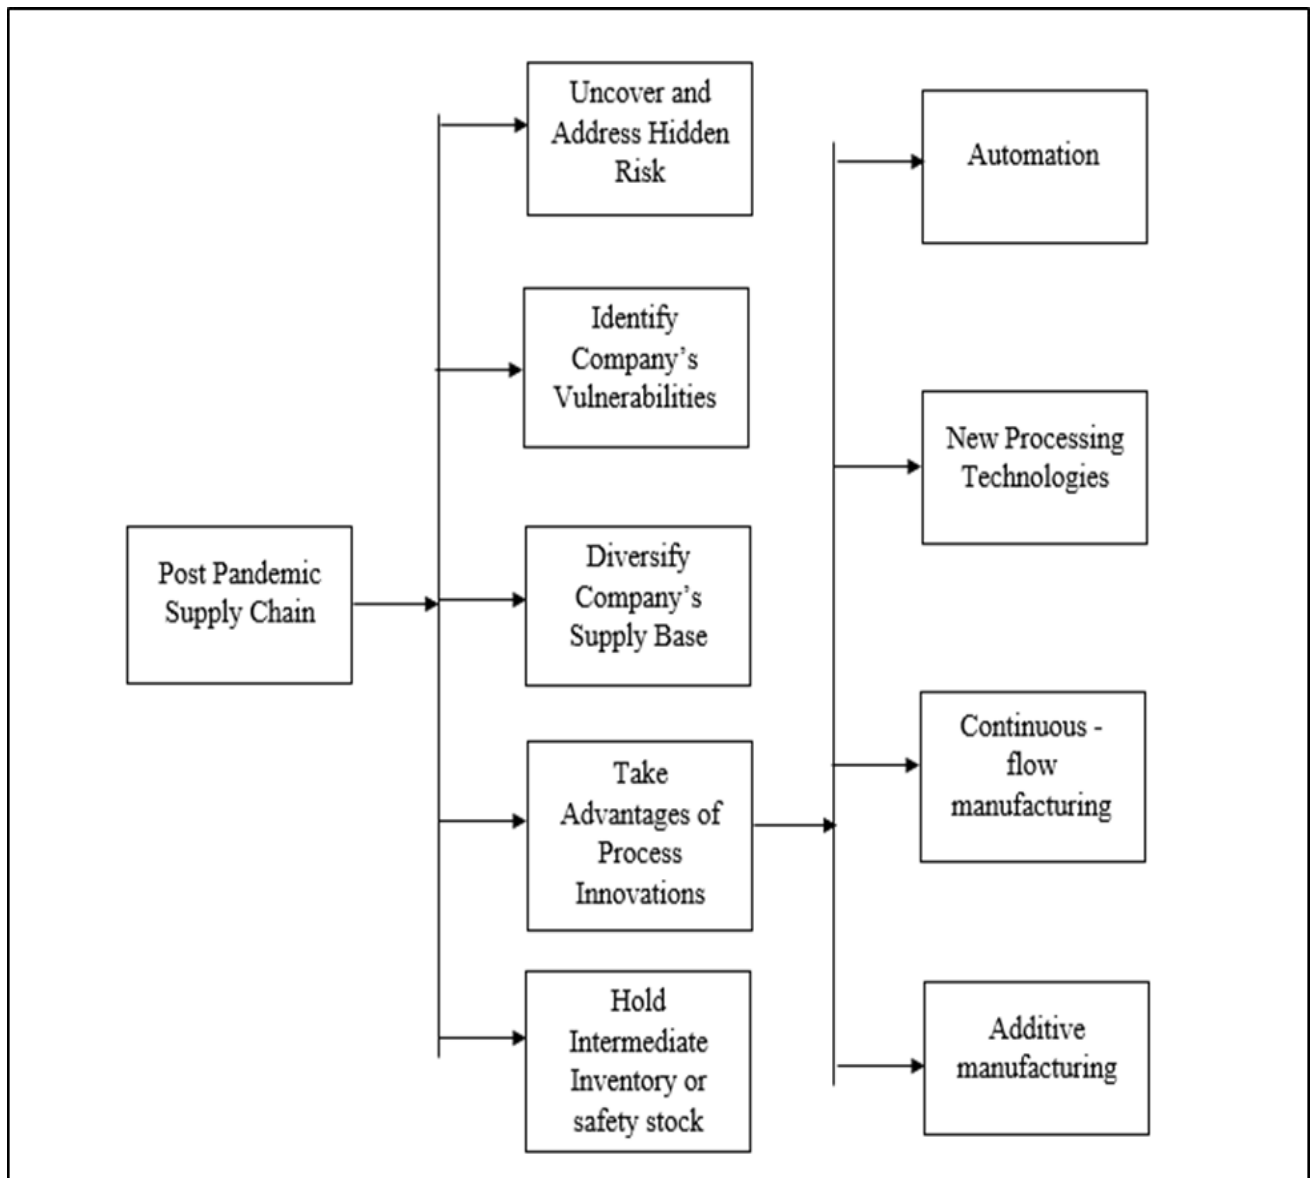 Post Pandemic
Supply Chain
Uncover and
Address Hidden
Risk
Identify
Company’s
Vulnerabilities
Diversify
Company’s
Supply Base
Take
Advantages of
Process
Innovations
Hold
Intermediate
Inventory or
safety stock
Automation
New Processing
Technologies
Continuous -
flow
manufacturing
Additive
manufacturing